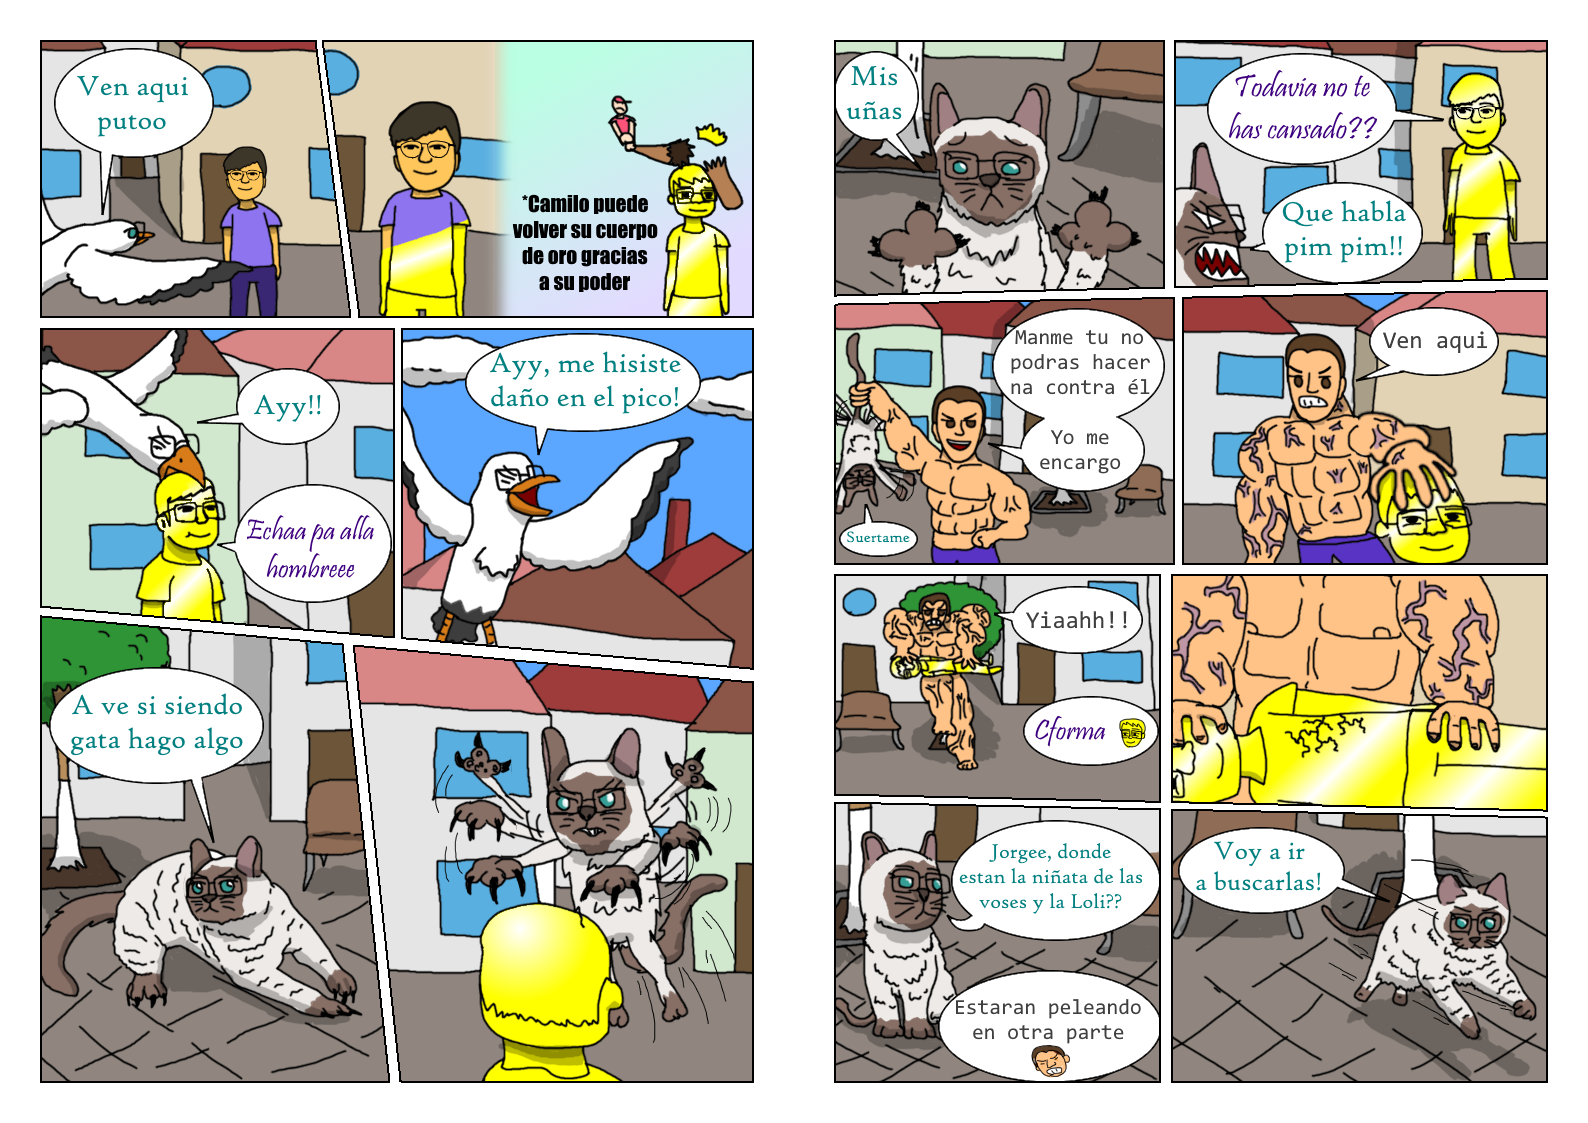 Ven aqui
putoo
*Camilo puede
volver su cuerpo
de oro gracias
a su poder
Ayy!!
Echaa pa alla
hombreee
Ayy, me hisiste
daño en el pico!
A ve si siendo
gata hago algo
Mis
uñas
Todavía no te
has cansado??
Que habla
pim pim!!
Manme tu no
podras hacer
na contra él
Yo me
encargo
Suertame
Ven aqui
Yiaahh!!
Cforma
Jorgee, donde
estan la niñata de las
voses y la Loli??
Estaran peleando
en otra parte
Voy a ir
a buscarlas!